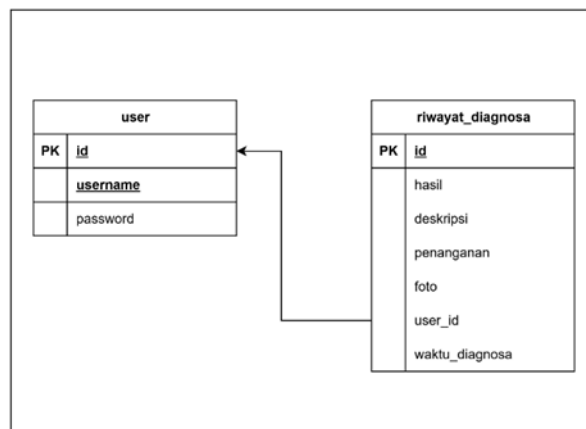 user
PK id
username
password
riwayat_diagnosa
PK id
hasil
deskripsi
penanganan
foto
user_id
waktu_diagnosa